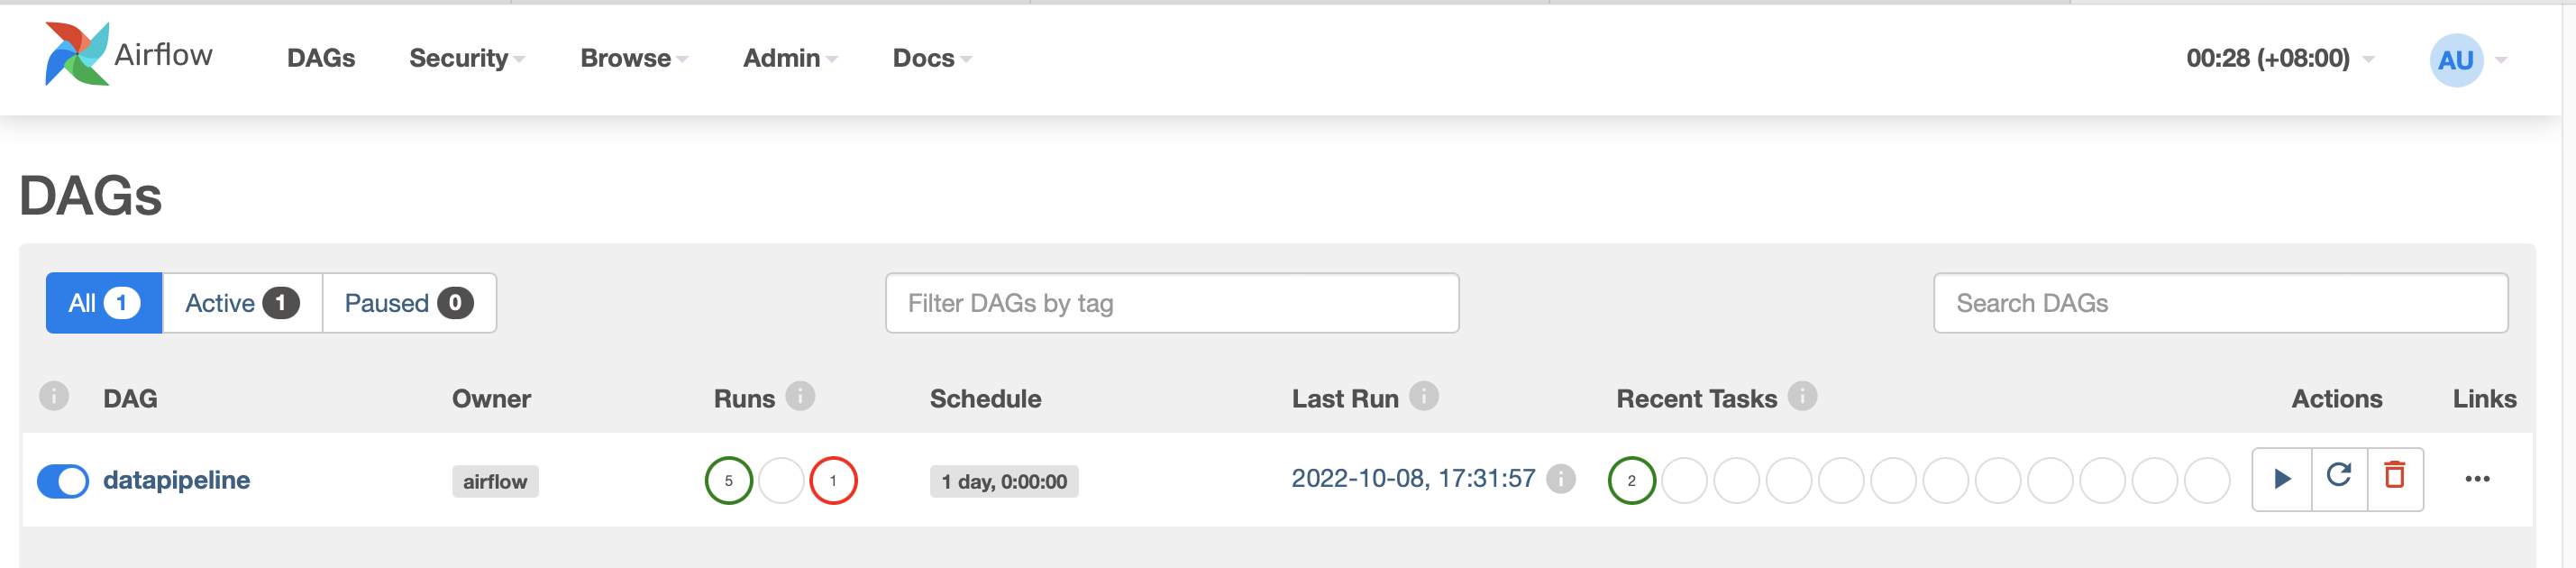 Airflow DAGs Security Browse Admin Docs 00:28 (+08:00) AU
DAGs
All 1 Active 1 Paused 0 Filter DAGs by tag Search DAGs
i DAG Owner Runs i Schedule Last Run i Recent Tasks i Actions Links
datapipeline airflow 5 1 1 day, 0:00:00 2022-10-08, 17:31:57 i 2